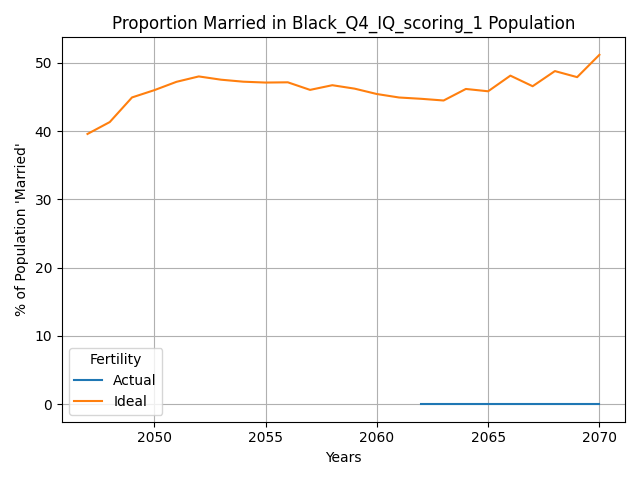 Proportion Married in Black_Q4_IQ_scoring_1 Population
% of Population 'Married'
50
40
30
20
10
0
Fertility
Actual
Ideal
2050
2055
2060
2065
2070
Years